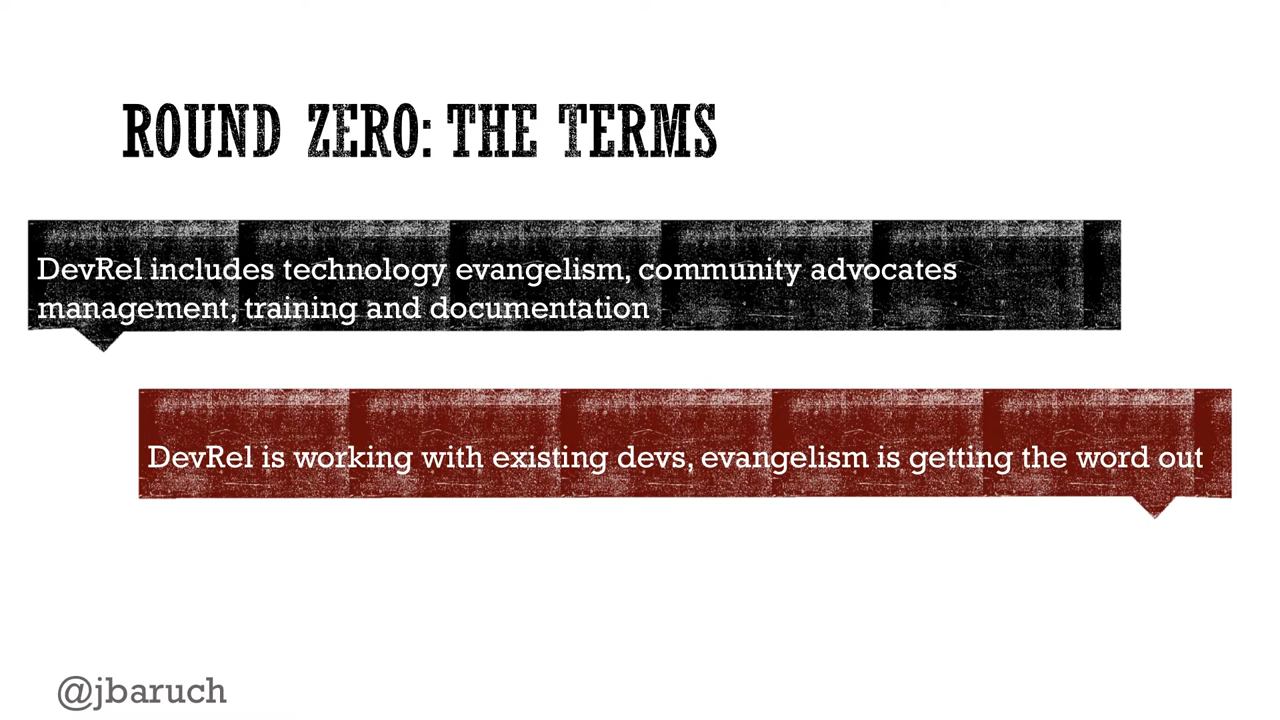 ROUND ZERO: THE TERMS
DevRel includes technology evangelism, community advocates
management, training and documentation
DevRel is working with existing devs, evangelism is getting the word out
@jbaruch